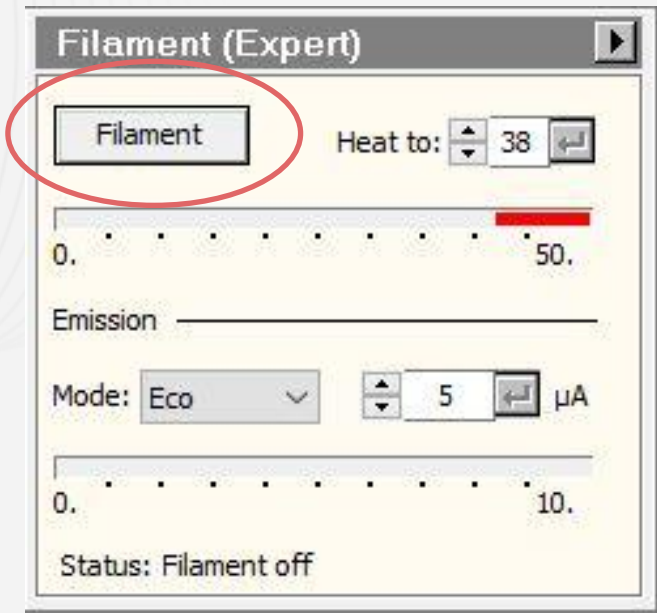 Filament (Expert)
Filament
Heat to: 38
0. 50.
Emission
Mode: Eco 5 µA
0. 10.
Status: Filament off